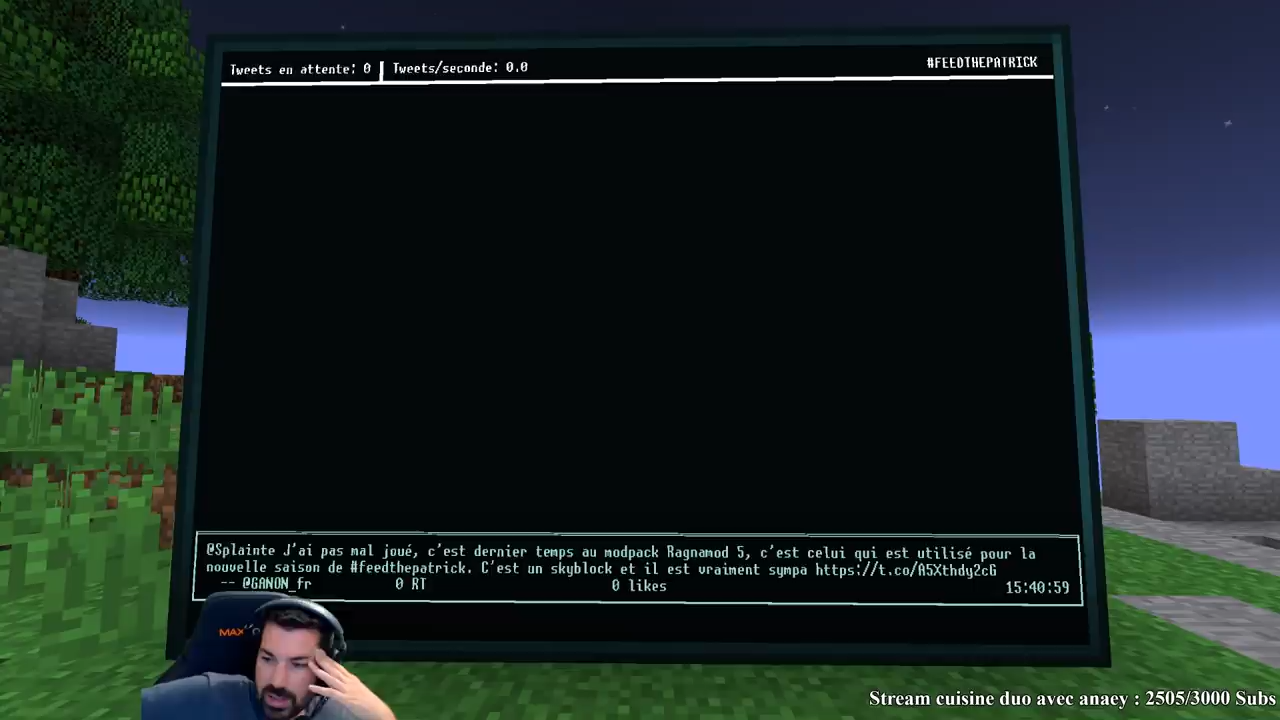 Tweets en attente: 0 | Tweets/seconde: 0.0
#FEEDTHEPATRICK
@Splainte J'ai pas mal joué, c'est dernier temps au modpack Ragnamod 5, c'est celui qui est utilisé pour la
nouvelle saison de #feedthepatrick. C'est un skyblock et il est vraiment sympa https://t.co/A5Xthdy2cG
-- @GANON_fr 0 RT 0 likes 15:40:59
MAX
Stream cuisine duo avec anaey : 2505/3000 Subs